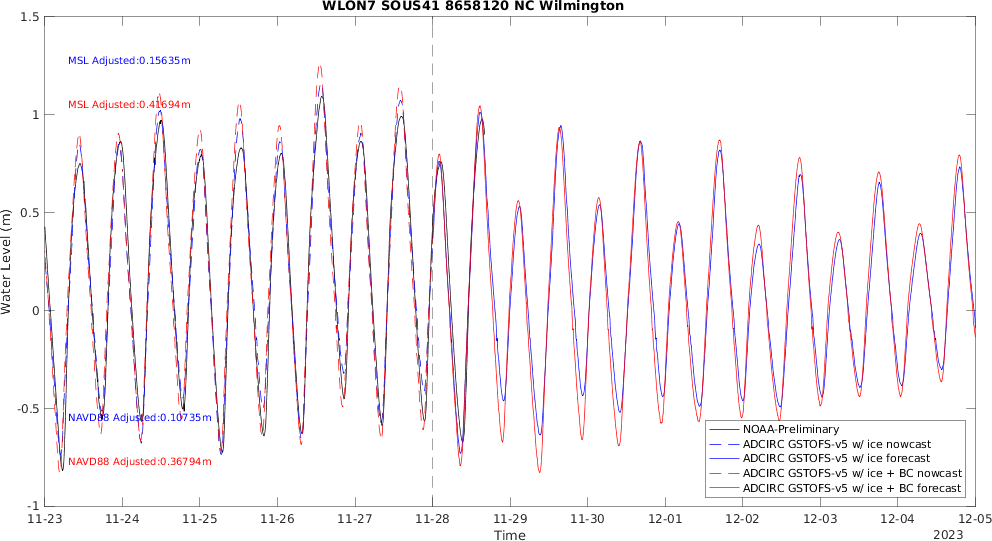 WLON7 SOUS41 8658120 NC Wilmington
1.5
MSL Adjusted:0.15635m
MSL Adjusted:0.41694m
1
0.5
Water Level (m)
0
-0.5
NAVD88 Adjusted:0.10735m
NAVD88 Adjusted:0.36794m
-1
NOAA-Preliminary
ADCIRC GSTOFS-v5 w/ ice nowcast
ADCIRC GSTOFS-v5 w/ ice forecast
ADCIRC GSTOFS-v5 w/ ice + BC nowcast
ADCIRC GSTOFS-v5 w/ ice + BC forecast
11-23 11-24 11-25 11-26 11-27 11-28 11-29 11-30 12-01 12-02 12-03 12-04 12-05
Time
2023